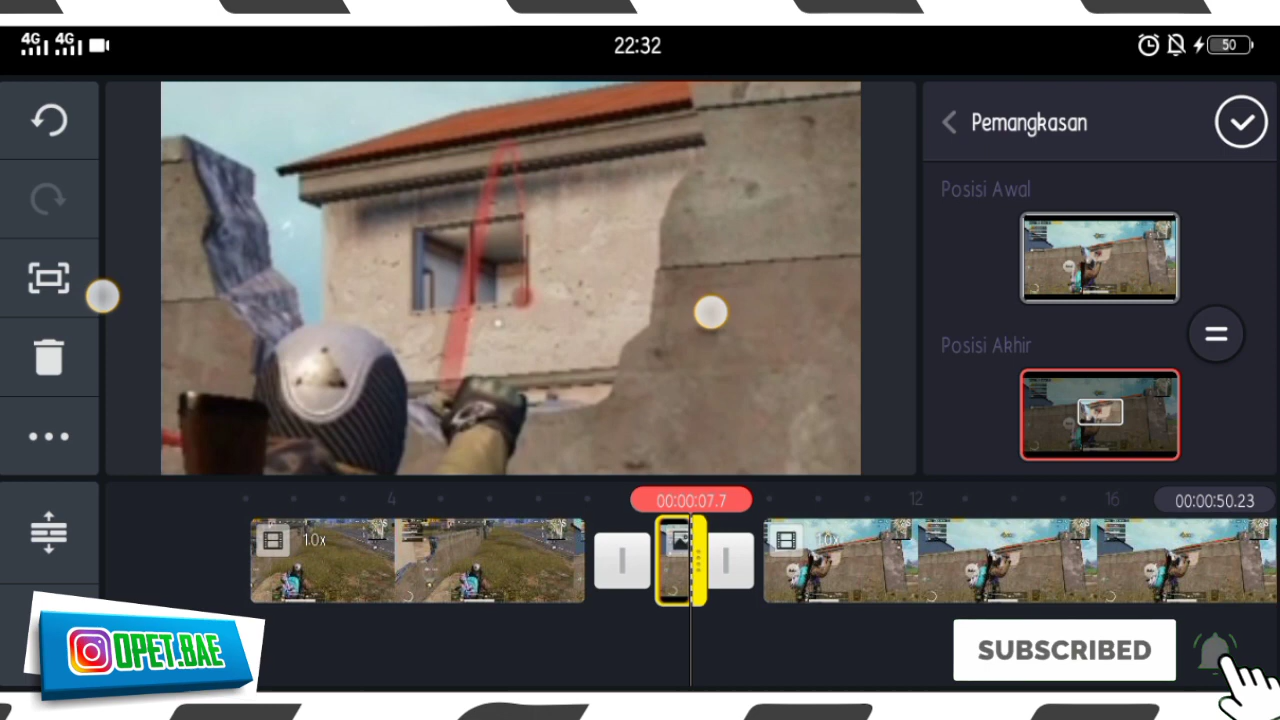 4G 4G
22:32
50
Pemangkasan
Posisi Awal
Posisi Akhir
4
00:00:07.7
12
16
00:00:50.23
1.0x
1.0x
OPET.BAE
SUBSCRIBED